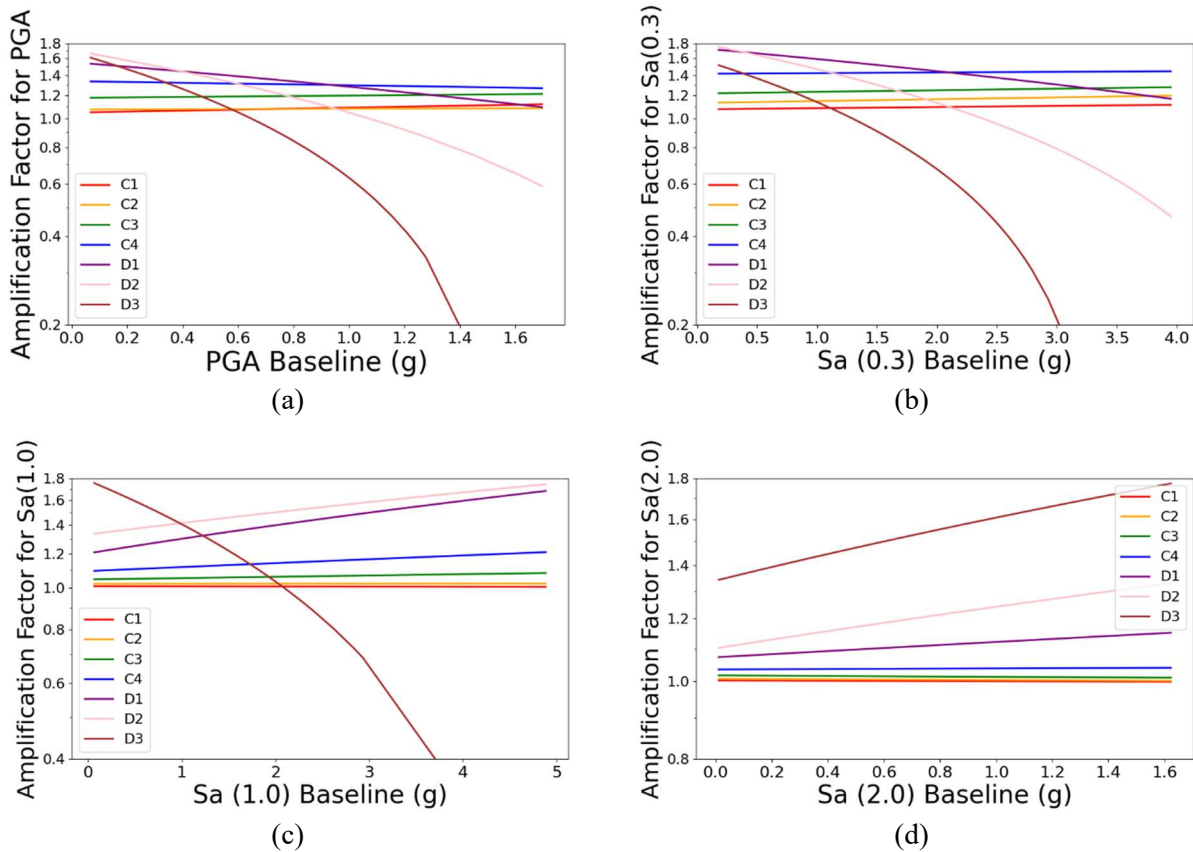 Amplification Factor for PGA
1.8
1.6
1.4
1.2
1.0
0.8
0.6
0.4
0.2
C1
C2
C3
C4
D1
D2
D3
0.0 0.2 0.4 0.6 0.8 1.0 1.2 1.4 1.6
PGA Baseline (g)
(a)
Amplification Factor for Sa(0.3)
1.8
1.6
1.4
1.2
1.0
0.8
0.6
0.4
0.2
C1
C2
C3
C4
D1
D2
D3
0.0 0.5 1.0 1.5 2.0 2.5 3.0 3.5 4.0
Sa (0.3) Baseline (g)
(b)
Amplification Factor for Sa(1.0)
1.8
1.6
1.4
1.2
1.0
0.8
0.6
0.4
C1
C2
C3
C4
D1
D2
D3
0 1 2 3 4 5
Sa (1.0) Baseline (g)
(c)
Amplification Factor for Sa(2.0)
1.8
1.6
1.4
1.2
1.0
0.8
C1
C2
C3
C4
D1
D2
D3
0.0 0.2 0.4 0.6 0.8 1.0 1.2 1.4 1.6
Sa (2.0) Baseline (g)
(d)